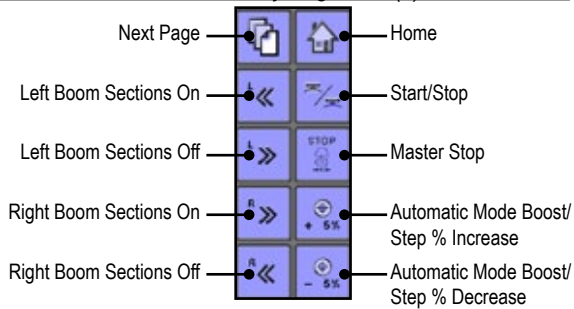 Next Page
Home
Left Boom Sections On
L
Start/Stop
Left Boom Sections Off
L
STOP
Master Stop
Right Boom Sections On
R
+ 5%
Automatic Mode Boost/
Step % Increase
Right Boom Sections Off
R
- 5%
Automatic Mode Boost/
Step % Decrease